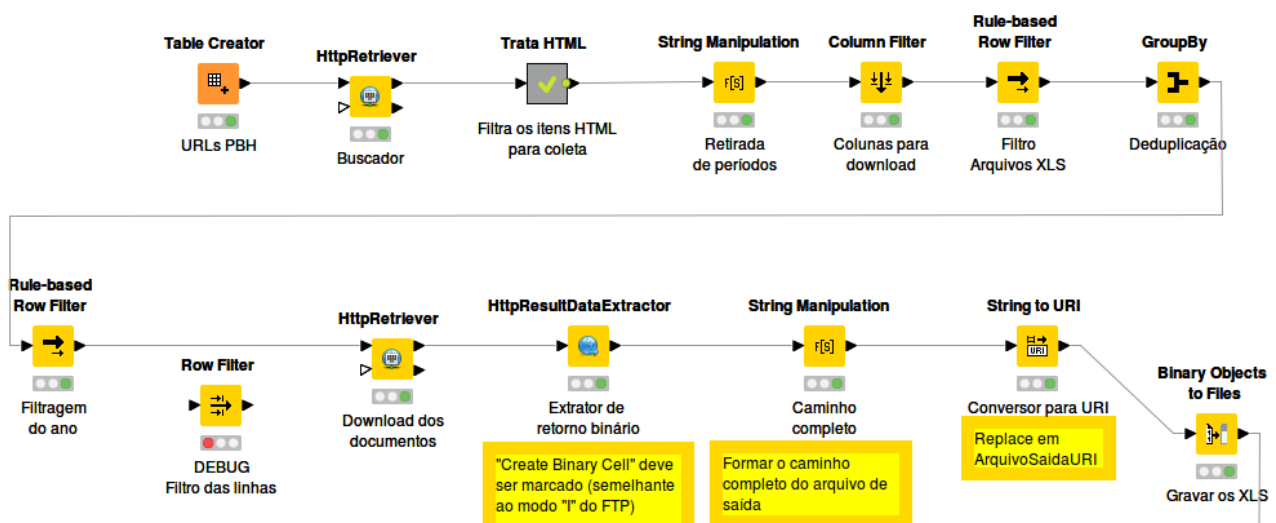 Table Creator
URLs PBH
HttpRetriever
Buscador
Trata HTML
Filtra os itens HTML
para coleta
String Manipulation
F[S]
Retirada
de períodos
Column Filter
Colunas para
download
Rule-based
Row Filter
Filtro
Arquivos XLS
GroupBy
Deduplicação
Rule-based
Row Filter
Filtragem
do ano
Row Filter
DEBUG
Filtro das linhas
HttpRetriever
Download dos
documentos
HttpResultDataExtractor
Extrator de
retorno binário
"Create Binary Cell" deve
ser marcado (semelhante
ao modo "I" do FTP)
String Manipulation
F[S]
Caminho
completo
Formar o caminho
completo do arquivo de
saída
String to URI
URI
Conversor para URI
Replace em
ArquivoSaidaURI
Binary Objects
to Files
Gravar os XLS